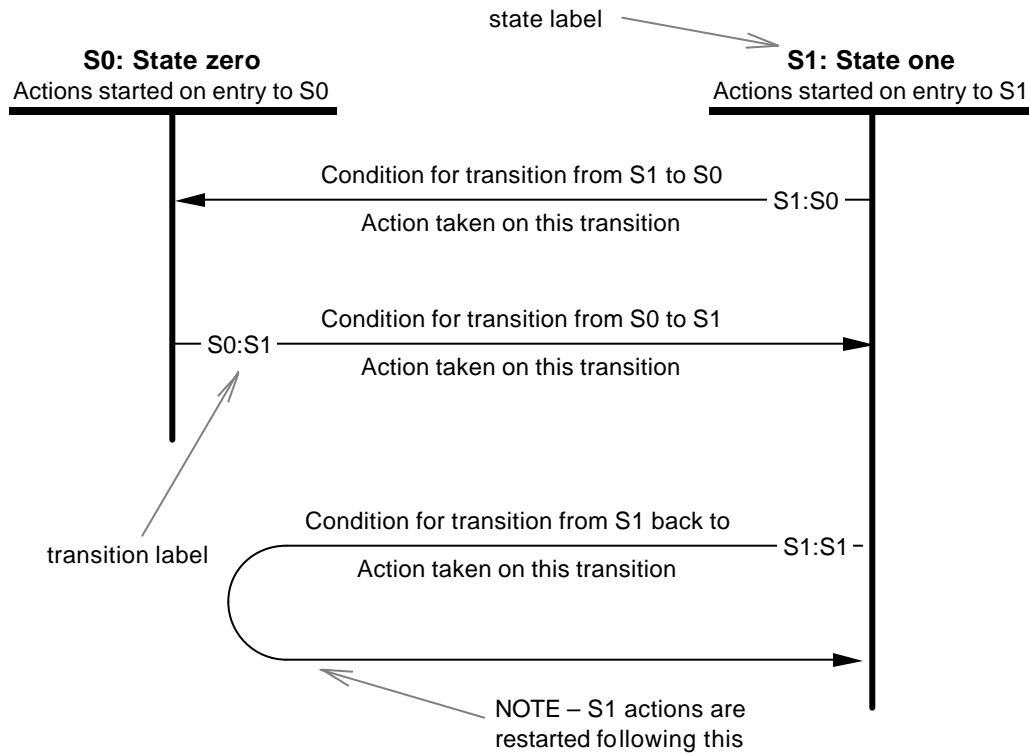 state label
S0: State zero
Actions started on entry to S0
S1: State one
Actions started on entry to S1
Condition for transition from S1 to S0
S1:S0
Action taken on this transition
Condition for transition from S0 to S1
S0:S1
Action taken on this transition
transition label
Condition for transition from S1 back to
S1:S1
Action taken on this transition
NOTE – S1 actions are
restarted following this